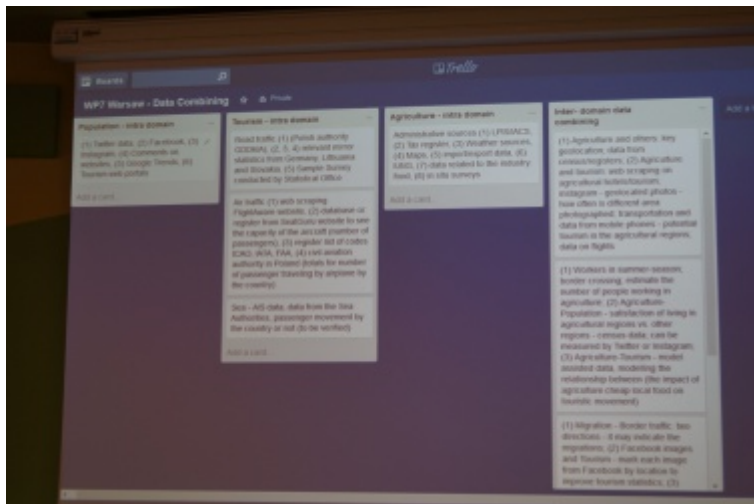 Boards
Trello
WP7 Warsaw - Data Combining
Private
Population - intra domain
(1) Twitter data, (2) Facebook, (3)
Instagram, (4) Comments on
websites, (5) Google Trends, (6)
Tourism web portals
Add a card...
Tourism - intra domain
Road traffic (1)
(2, 5, 4) relevant mirror
statistics from Germany, Lithuania
and Slovakia, (5) Sample Survey
conducted by Statistical Office
Air traffic (1) web scraping
website, (2) database or
register from website to see
the capacity of the aircraft (number of
passengers), (3) register list of codes
ICAO, IATA, FAA, (4) civil aviation
authority in Poland (totals for number
of passenger traveling by airplane by
the country)
Sea - AIS data, data from the Sea
Authorities, passenger movement by
the country or not (to be verified)
Add a card...
Agriculture - intra domain
Administrative sources (1)
(2) Tax register, (3) Weather sources,
(4) Maps, (5) import/export data, (6)
(7) data related to the industry
food, (8) in situ surveys
Add a card...
Inter- domain data
combining
(1) Agriculture and others: key
geolocation, data from
census/registers, (2) Agriculture
and tourism: web scraping on
agricultural hotels/tourism,
instagram - geolocated photos -
how often is different area
photographed, transportation and
data from mobile phones - potential
tourism in the agricultural regions,
data on flights
(1) Workers in summer-season,
border crossing, estimate the
number of people working in
agriculture, (2) Agriculture-
Population - satisfaction of living in
agricultural regions vs. other
regions - census data, can be
measured by Twitter or Instagram,
(3) Agriculture-Tourism - model
assisted data, modelling the
relationship between (the impact of
agriculture cheap local food on
touristic movement)
(1) Migration - Border traffic, two
directions - it may indicate the
migrations, (2) Facebook images
and Tourism - mark each image
from Facebook by location to
improve tourism statistics, (3)
Add a